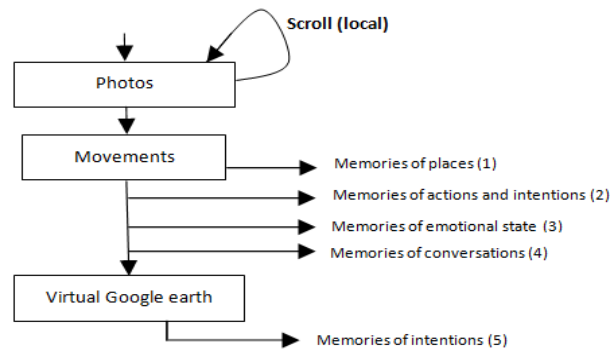 Scroll (local)
Photos
Movements
Memories of places (1)
Memories of actions and intentions (2)
Memories of emotional state (3)
Memories of conversations (4)
Virtual Google earth
Memories of intentions (5)